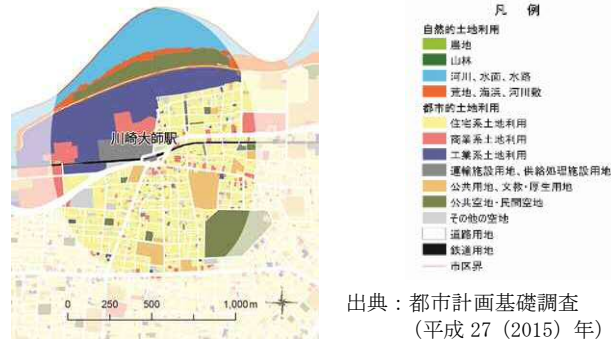 川崎大師駅
0 250 500 1,000m
凡 例
自然的土地利用
農地
山林
河川、水面、水路
荒地、海浜、河川敷
都市的土地利用
住宅系土地利用
商業系土地利用
工業系土地利用
運輸施設用地、供給処理施設用地
公共用地、文教・厚生用地
公共空地・民間空地
その他の空地
道路用地
鉄道用地
市区界
出典：都市計画基礎調査
（平成 27（2015）年）